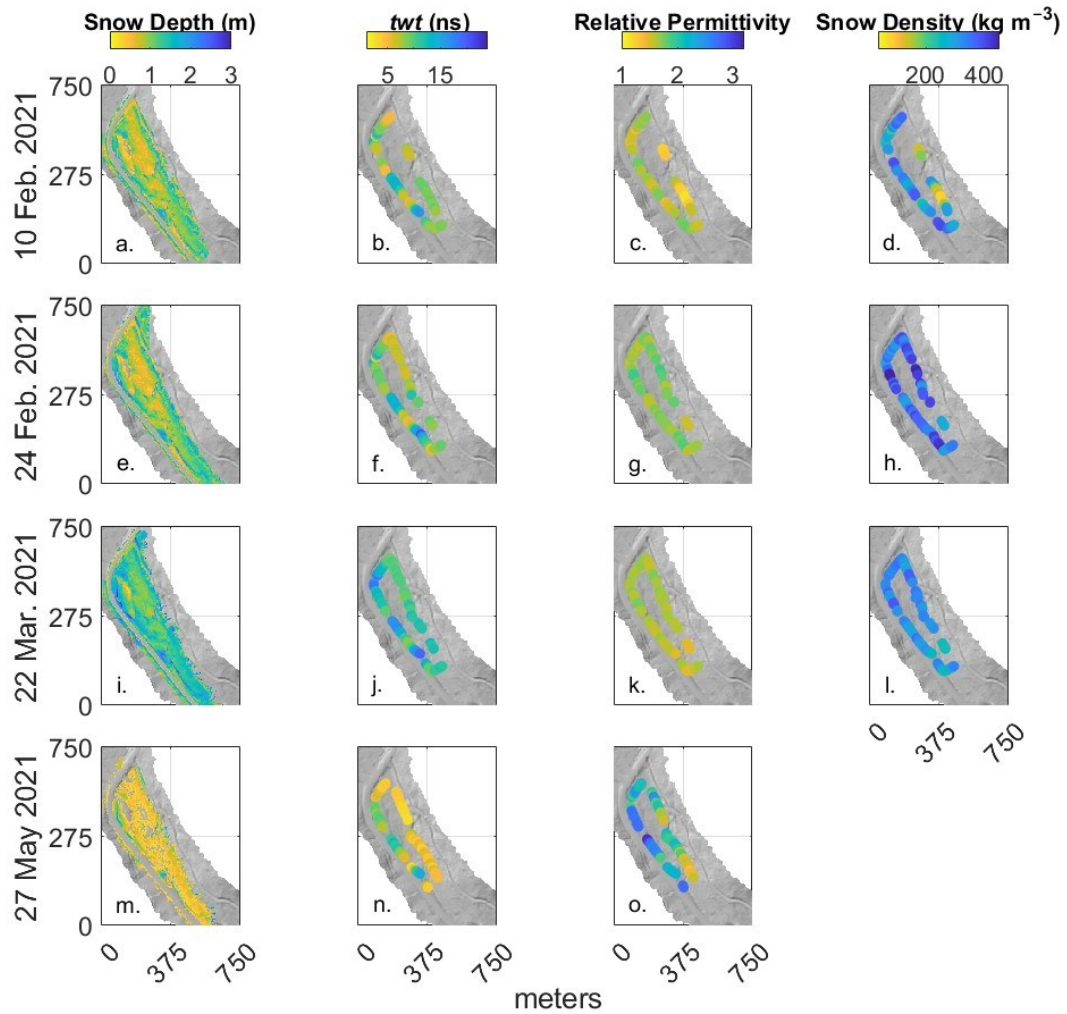 Snow Depth (m) twt (ns) Relative Permittivity Snow Density (kg m⁻³)
0 1 2 3 5 15 1 2 3 200 400
10 Feb. 2021
750
275
0
a. b. c. d.
24 Feb. 2021
750
275
0
e. f. g. h.
22 Mar. 2021
750
275
0
i. j. k. l.
0 375 750
27 May 2021
750
275
0
m. n. o.
0 375 750 0 375 750 0 375 750
meters